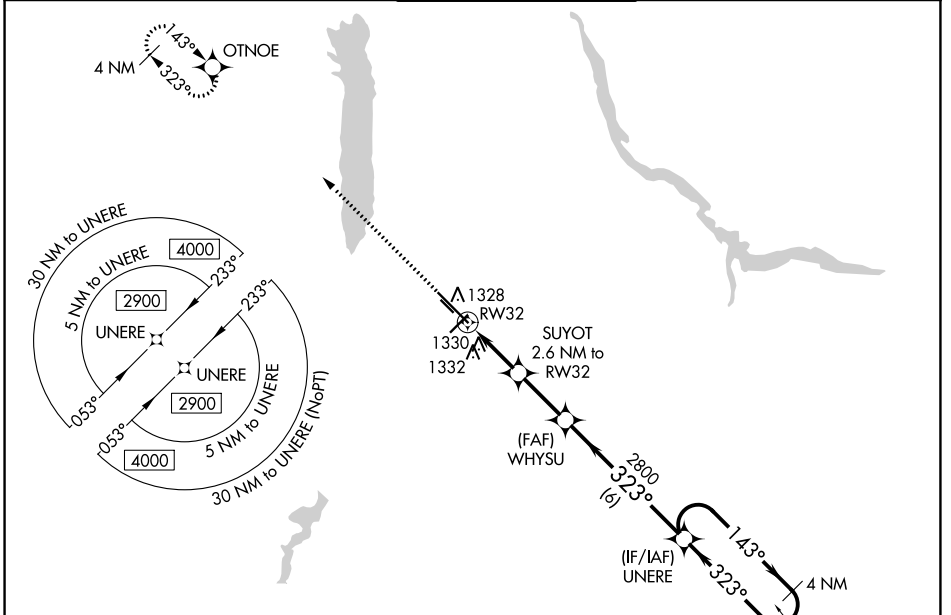 143°
OTNOE
4 NM
323°
30 NM to UNERE
4000
233°
5 NM to UNERE
2900
UNERE
053°
233°
UNERE
2900
053°
5 NM to UNERE
4000
30 NM to UNERE (NoPT)
1328
RW32
1330
1332
SUYOT
2.6 NM to
RW32
(FAF)
WHYSU
2800
323°
(6)
(IF/IAF)
UNERE
143°
323°
4 NM